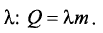 λ: Q = λm.